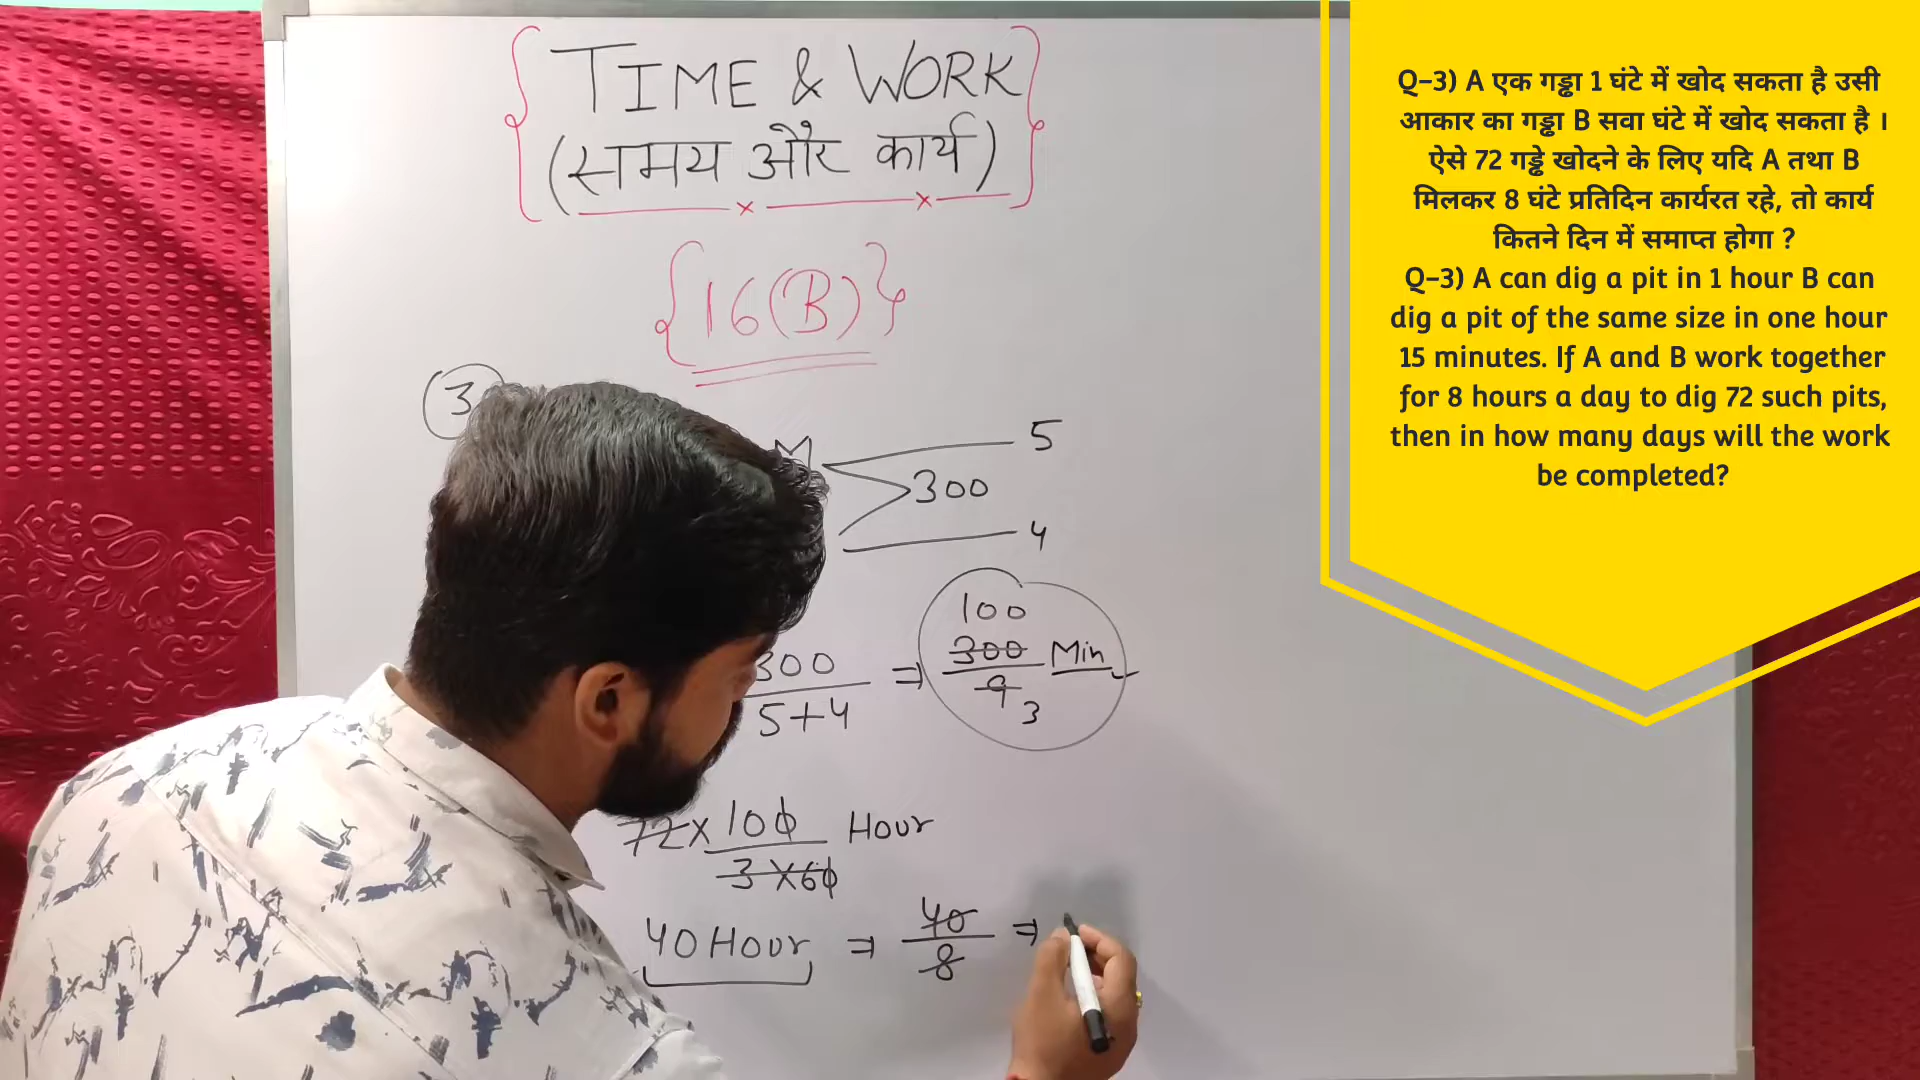 TIME & WORK
(समय और कार्य)
{16(B)}
3
M
5
300
4
300
5+4
⇒
100
300 Min
9
3
72× 100 Hour
3×60
40 Hour ⇒ 40 ⇒
8
Q-3) A एक गड्ढा 1 घंटे में खोद सकता है उसी
आकार का गड्ढा B सवा घंटे में खोद सकता है ।
ऐसे 72 गड्ढे खोदने के लिए यदि A तथा B
मिलकर 8 घंटे प्रतिदिन कार्यरत रहे, तो कार्य
कितने दिन में समाप्त होगा ?
Q-3) A can dig a pit in 1 hour B can
dig a pit of the same size in one hour
15 minutes. If A and B work together
for 8 hours a day to dig 72 such pits,
then in how many days will the work
be completed?